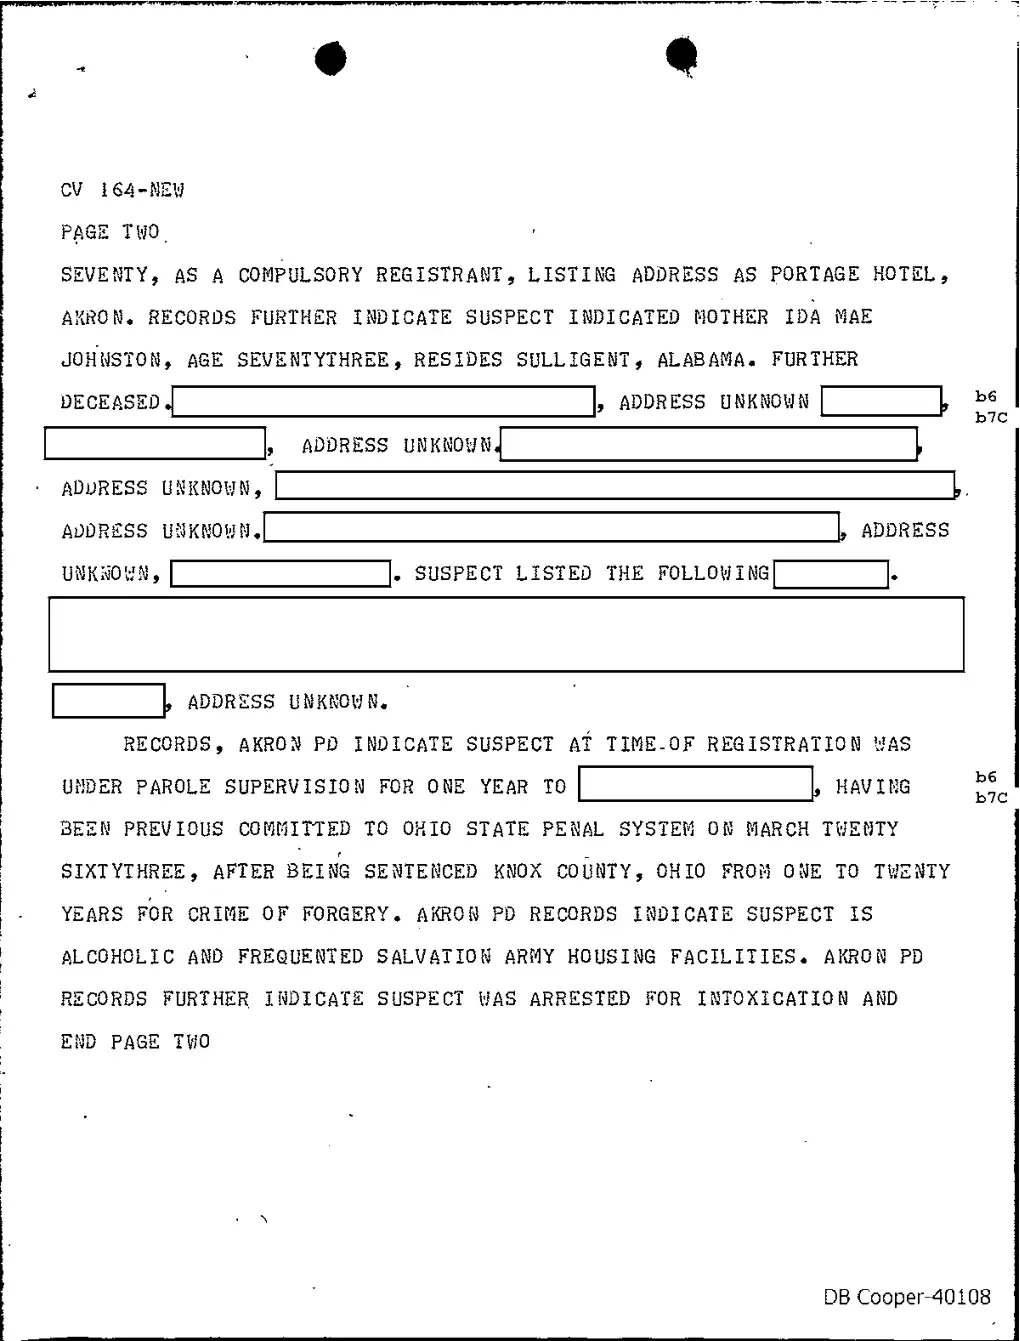 CV 164-NEW
PAGE TWO
SEVENTY, AS A COMPULSORY REGISTRANT, LISTING ADDRESS AS PORTAGE HOTEL,
AKRON. RECORDS FURTHER INDICATE SUSPECT INDICATED MOTHER IDA MAE
JOHNSTON, AGE SEVENTYTHREE, RESIDES SULLIGENT, ALABAMA. FURTHER
DECEASED. , ADDRESS UNKNOWN , b6
b7C
, ADDRESS UNKNOWN. ,
ADDRESS UNKNOWN, ,
ADDRESS UNKNOWN. , ADDRESS
UNKNOWN, . SUSPECT LISTED THE FOLLOWING .
, ADDRESS UNKNOWN.
RECORDS, AKRON PD INDICATE SUSPECT AT TIME OF REGISTRATION WAS
UNDER PAROLE SUPERVISION FOR ONE YEAR TO , HAVING b6
b7C
BEEN PREVIOUS COMMITTED TO OHIO STATE PENAL SYSTEM ON MARCH TWENTY
SIXTYTHREE, AFTER BEING SENTENCED KNOX COUNTY, OHIO FROM ONE TO TWENTY
YEARS FOR CRIME OF FORGERY. AKRON PD RECORDS INDICATE SUSPECT IS
ALCOHOLIC AND FREQUENTED SALVATION ARMY HOUSING FACILITIES. AKRON PD
RECORDS FURTHER INDICATE SUSPECT WAS ARRESTED FOR INTOXICATION AND
END PAGE TWO
DB Cooper-40108